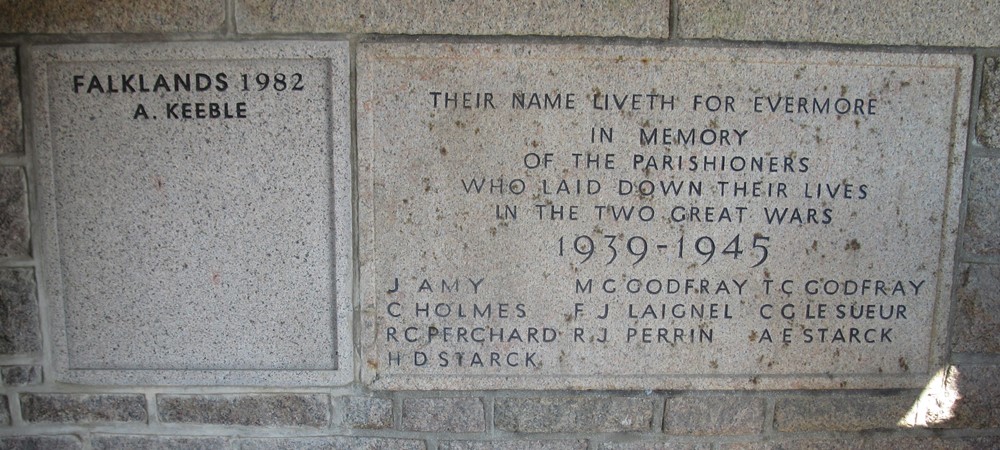 FALKLANDS 1982
A. KEEBLE
THEIR NAME LIVETH FOR EVERMORE
IN MEMORY
OF THE PARISHIONERS
WHO LAID DOWN THEIR LIVES
IN THE TWO GREAT WARS
1939-1945
J AMY M C GODFRAY T C GODFRAY
C HOLMES F J LAIGNEL C G LE SUEUR
R C PERCHARD R J PERRIN A E STARCK
H D STARCK